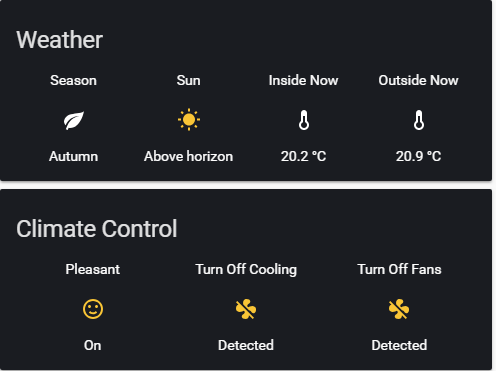 Weather
Season Sun Inside Now Outside Now
Autumn Above horizon 20.2 °C 20.9 °C
Climate Control
Pleasant Turn Off Cooling Turn Off Fans
On Detected Detected